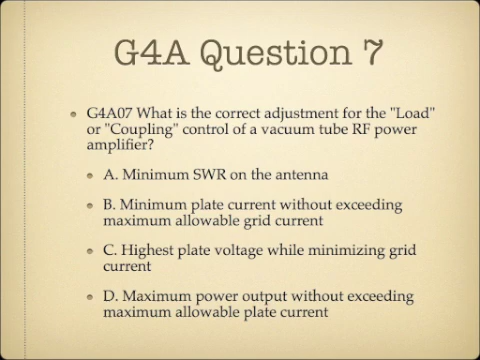 G4A Question 7
G4A07 What is the correct adjustment for the "Load"
or "Coupling" control of a vacuum tube RF power
amplifier?
A. Minimum SWR on the antenna
B. Minimum plate current without exceeding
maximum allowable grid current
C. Highest plate voltage while minimizing grid
current
D. Maximum power output without exceeding
maximum allowable plate current